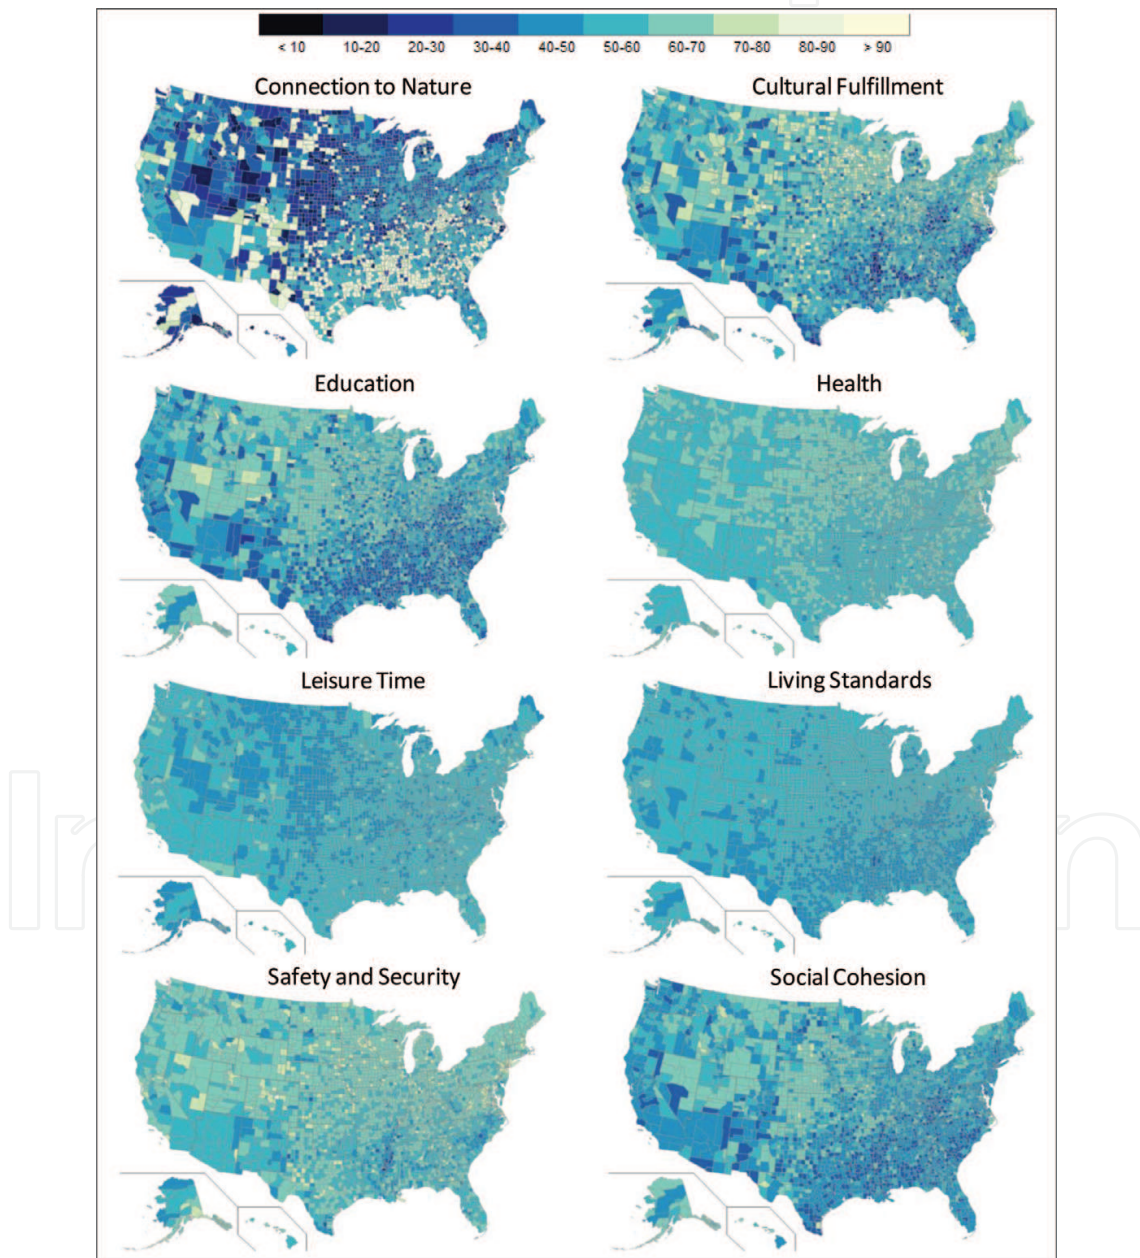 < 10 10-20 20-30 30-40 40-50 50-60 60-70 70-80 80-90 > 90
Connection to Nature Cultural Fulfillment
Education Health
Leisure Time Living Standards
Safety and Security Social Cohesion